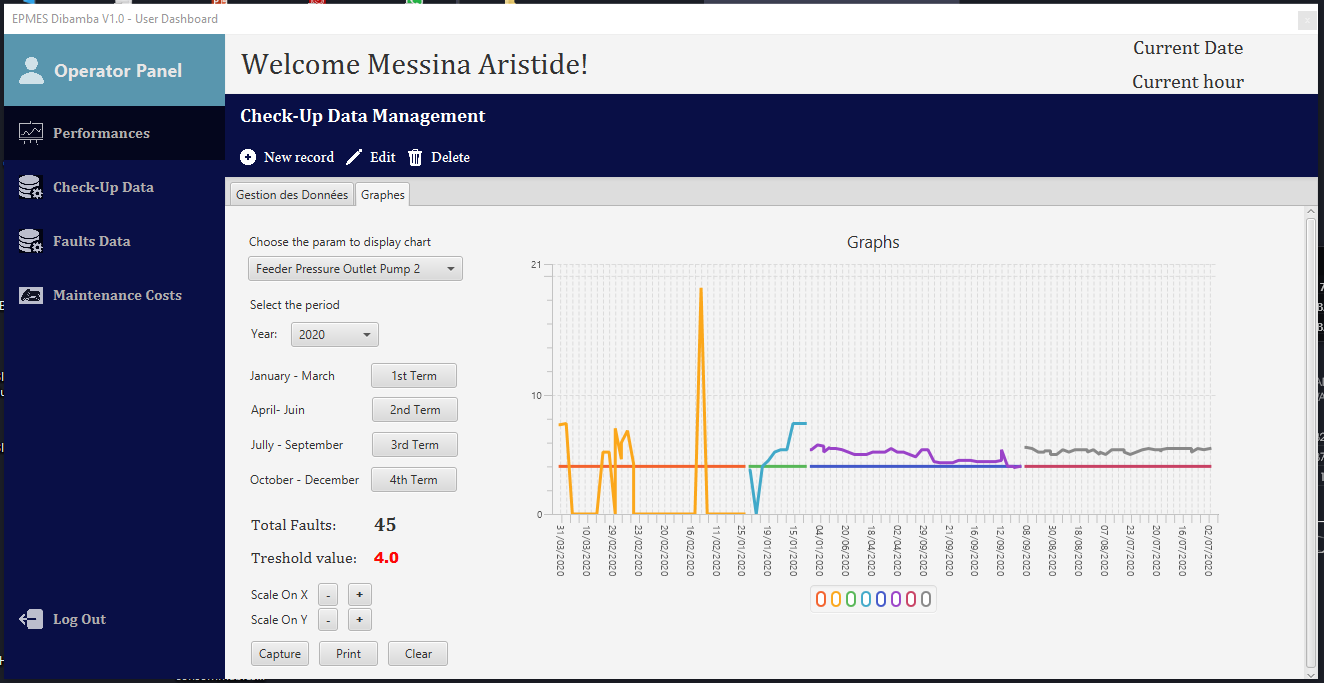 EPMES Dibamba V1.0 - User Dashboard
Operator Panel
Performances
Check-Up Data
Faults Data
Maintenance Costs
Log Out
Welcome Messina Aristide!
Current Date
Current hour
Check-Up Data Management
New record Edit Delete
Gestion des Données Graphes
Choose the param to display chart
Feeder Pressure Outlet Pump 2
Select the period
Year: 2020
January - March 1st Term
April- Juin 2nd Term
Jully - September 3rd Term
October - December 4th Term
Total Faults: 45
Treshold value: 4.0
Scale On X - +
Scale On Y - +
Capture Print Clear
Graphs
21
10
0
31/03/2020
10/03/2020
29/02/2020
23/02/2020
20/02/2020
16/02/2020
11/02/2020
25/01/2020
19/01/2020
15/01/2020
04/01/2020
20/06/2020
18/04/2020
02/04/2020
29/09/2020
21/09/2020
16/09/2020
12/09/2020
08/09/2020
30/08/2020
18/08/2020
07/08/2020
23/07/2020
20/07/2020
16/07/2020
02/07/2020